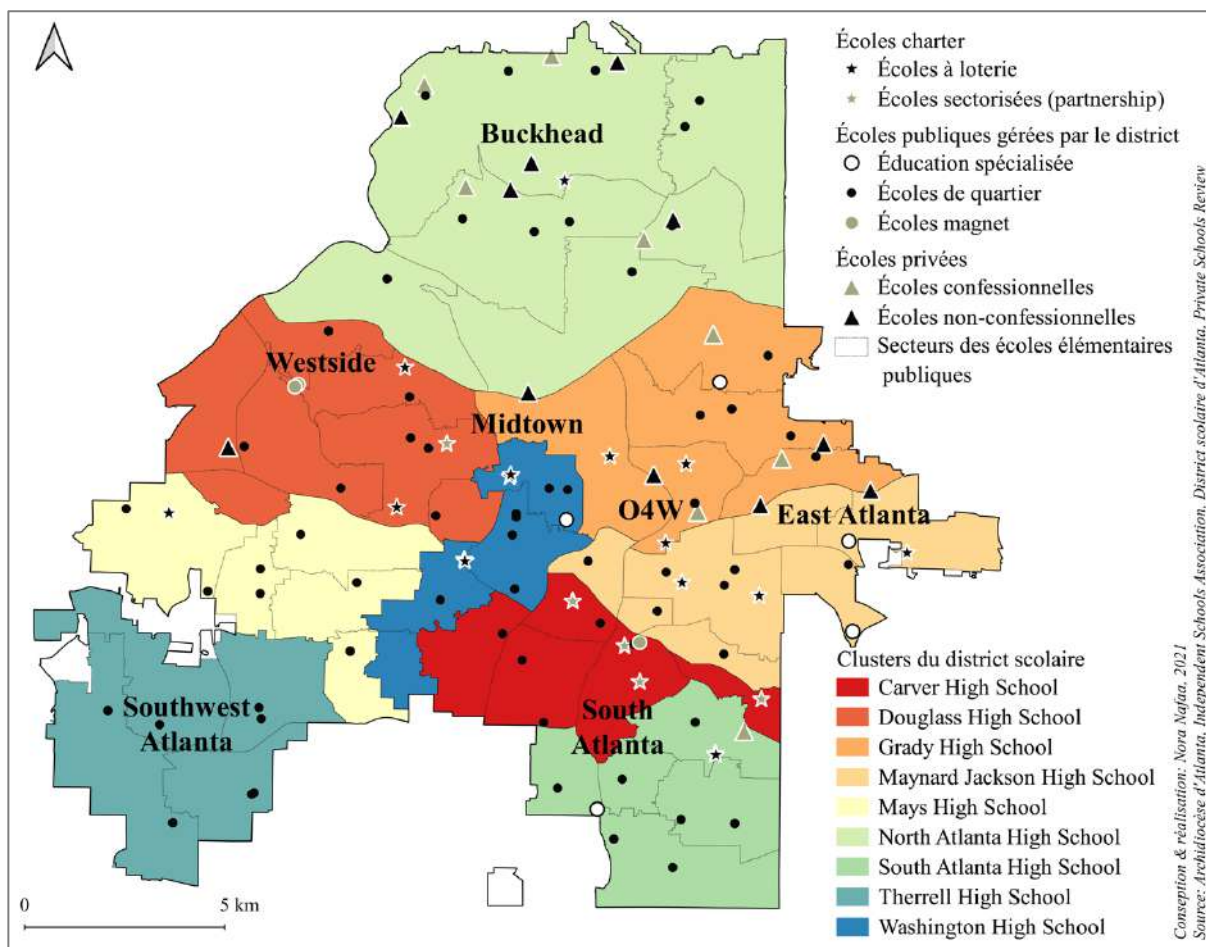 Écoles charter
Écoles à loterie
Écoles sectorisées (partnership)
Écoles publiques gérées par le district
Éducation spécialisée
Écoles de quartier
Écoles magnet
Écoles privées
Écoles confessionnelles
Écoles non-confessionnelles
Secteurs des écoles élémentaires
publiques
Buckhead
Westside
Midtown
O4W
East Atlanta
Southwest
Atlanta
South
Atlanta
Clusters du district scolaire
Carver High School
Douglass High School
Grady High School
Maynard Jackson High School
Mays High School
North Atlanta High School
South Atlanta High School
Therrell High School
Washington High School
0 5 km
Conseption & réalisation: Nora Nafaa, 2021
Source: Archidiocèse d'Atlanta, Independent Schools Association, District scolaire d'Atlanta, Private Schools Review